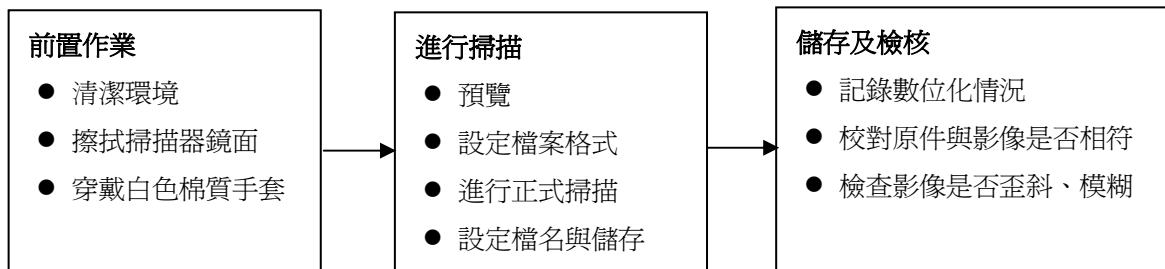 前置作業
● 清潔環境
● 擦拭掃描器鏡面
● 穿戴白色棉質手套
進行掃描
● 預覽
● 設定檔案格式
● 進行正式掃描
● 設定檔名與儲存
儲存及檢核
● 記錄數位化情況
● 校對原件與影像是否相符
● 檢查影像是否歪斜、模糊